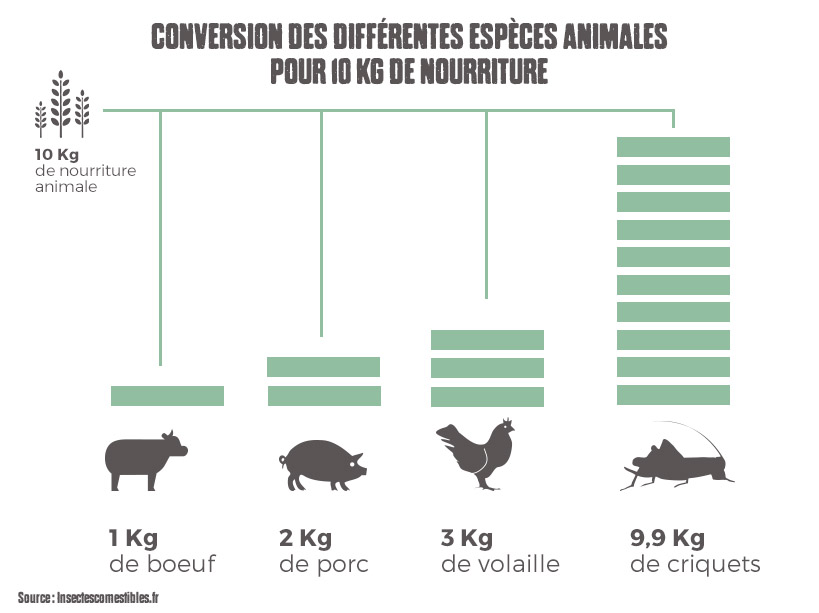 CONVERSION DES DIFFÉRENTES ESPÈCES ANIMALES
POUR 10 KG DE NOURRITURE
10 Kg
de nourriture
animale
1 Kg
de boeuf
2 Kg
de porc
3 Kg
de volaille
9,9 Kg
de criquets
Source : Insectescomestibles.fr